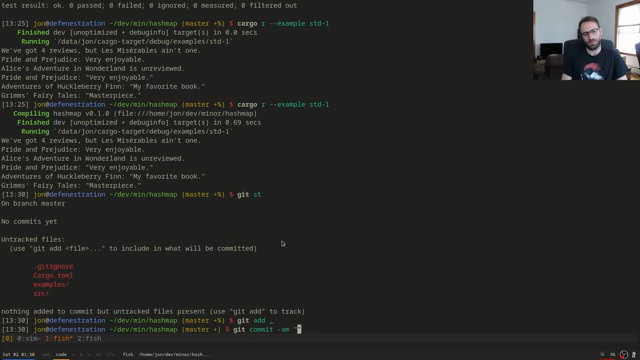 test result: ok. 0 passed; 0 failed; 0 ignored; 0 measured; 0 filtered out
[13:25] jon@defenestration ~/dev/min/hashmap (master +%) $ cargo r --example std-1
Finished dev [unoptimized + debuginfo] target(s) in 0.0 secs
Running `/data/jon/cargo-target/debug/examples/std-1`
We've got 4 reviews, but Les Misérables ain't one.
Pride and Prejudice: Very enjoyable.
Alice's Adventure in Wonderland is unreviewed.
Pride and Prejudice: "Very enjoyable."
Adventures of Huckleberry Finn: "My favorite book."
Grimms' Fairy Tales: "Masterpiece."
[13:25] jon@defenestration ~/dev/min/hashmap (master +%) $ cargo r --example std-1
Compiling hashmap v0.1.0 (file:///home/jon/dev/minor/hashmap)
Finished dev [unoptimized + debuginfo] target(s) in 0.69 secs
Running `/data/jon/cargo-target/debug/examples/std-1`
We've got 4 reviews, but Les Misérables ain't one.
Pride and Prejudice: Very enjoyable.
Alice's Adventure in Wonderland is unreviewed.
Pride and Prejudice: "Very enjoyable."
Adventures of Huckleberry Finn: "My favorite book."
Grimms' Fairy Tales: "Masterpiece."
[13:30] jon@defenestration ~/dev/min/hashmap (master +%) $ git st
On branch master
No commits yet
Untracked files:
(use "git add <file>..." to include in what will be committed)
.gitignore
Cargo.toml
examples/
src/
nothing added to commit but untracked files present (use "git add" to track)
[13:30] jon@defenestration ~/dev/min/hashmap (master +%) $ git add .
[13:30] jon@defenestration ~/dev/min/hashmap (master +) $ git commit -am "
[0] 0:vim- 1:fish* 2:fish
code
fish /home/jon/dev/minor/hash...